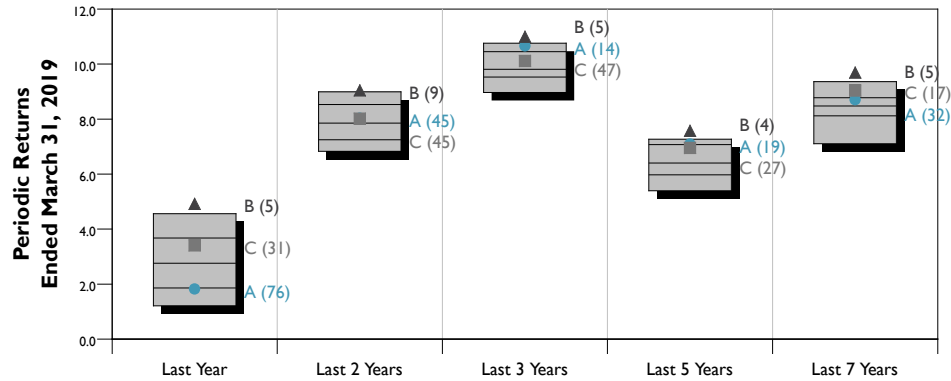 Periodic Returns
Ended March 31, 2019
12.0
10.0
8.0
6.0
4.0
2.0
0.0
B (5)
C (31)
A (76)
B (9)
A (45)
C (45)
B (5)
A (14)
C (47)
B (4)
A (19)
C (27)
B (5)
C (17)
A (32)
Last Year
Last 2 Years
Last 3 Years
Last 5 Years
Last 7 Years